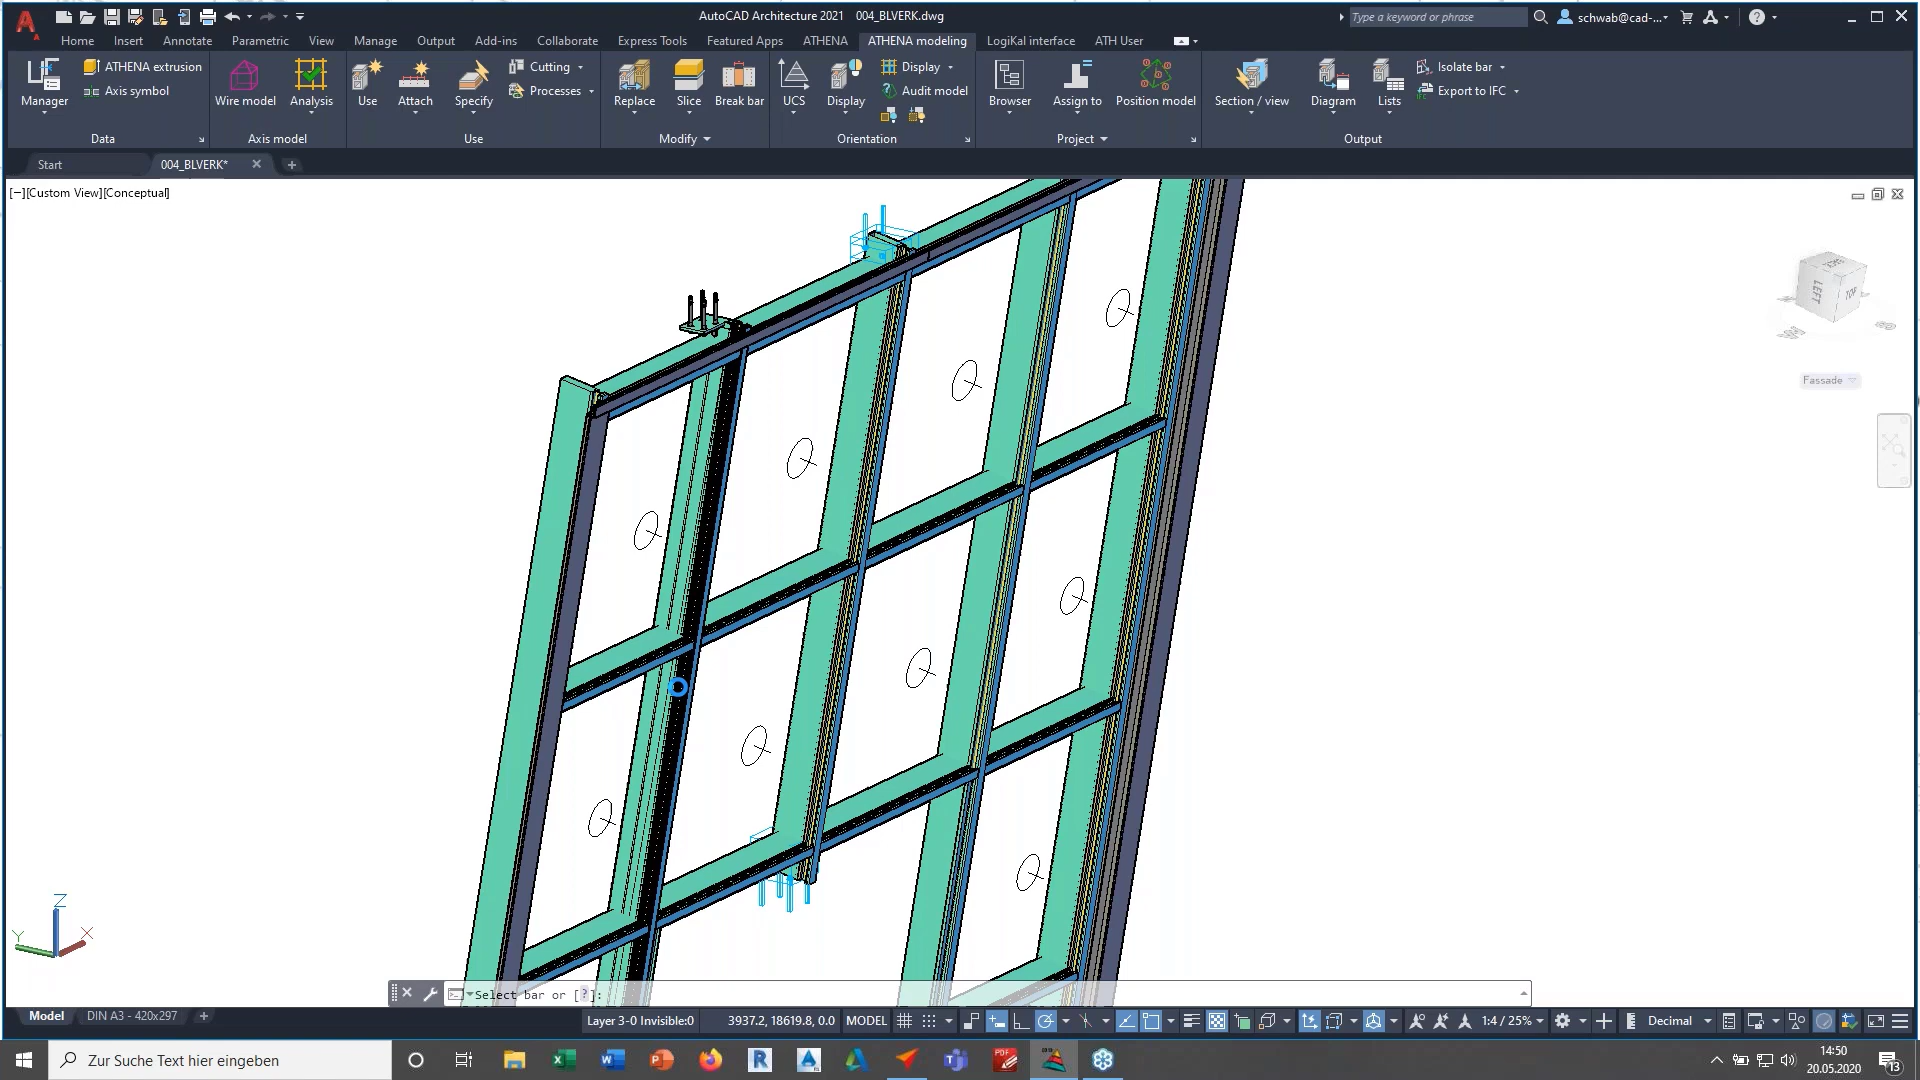 AutoCAD Architecture 2021 004_BLVERK.dwg
Type a keyword or phrase
schwab@cad-...
Home Insert Annotate Parametric View Manage Output Add-ins Collaborate Express Tools Featured Apps ATHENA ATHENA modeling LogiKal interface ATH User
ATHENA extrusion Cutting Display Isolate bar
Axis symbol Processes Audit model Export to IFC
Manager Wire model Analysis Use Attach Specify Replace Slice Break bar UCS Display Browser Assign to Position model Section / view Diagram Lists
Data Axis model Use Modify Orientation Project Output
Start 004_BLVERK*
[−][Custom View][Conceptual]
BACK
LEFT
TOP
Fassade
Z
Y
X
Select bar or [?]:
Model DIN A3 - 420x297
Layer 3-0 Invisible:0 3937.2, 18619.8, 0.0 MODEL 1:4 / 25% Decimal
Zur Suche Text hier eingeben
14:50
20.05.2020
13